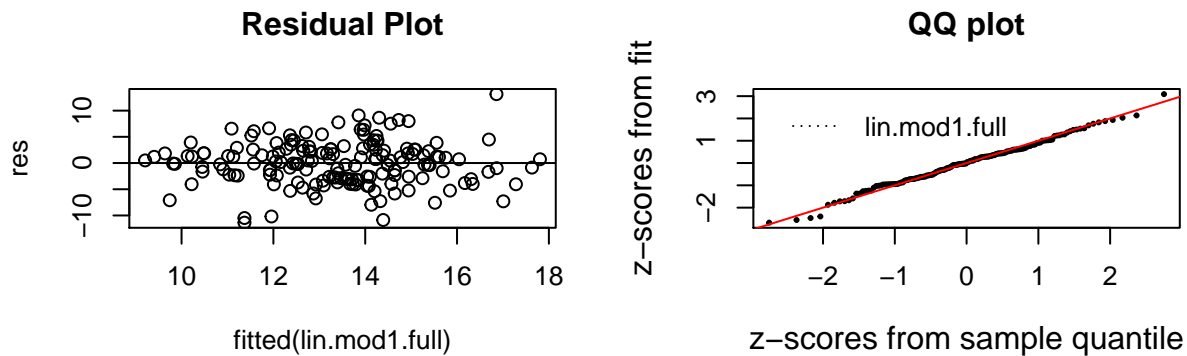 Residual Plot
res
10
0
−10
10 12 14 16 18
fitted(lin.mod1.full)
QQ plot
z−scores from fit
3
1
−2
lin.mod1.full
−2 −1 0 1 2
z−scores from sample quantile